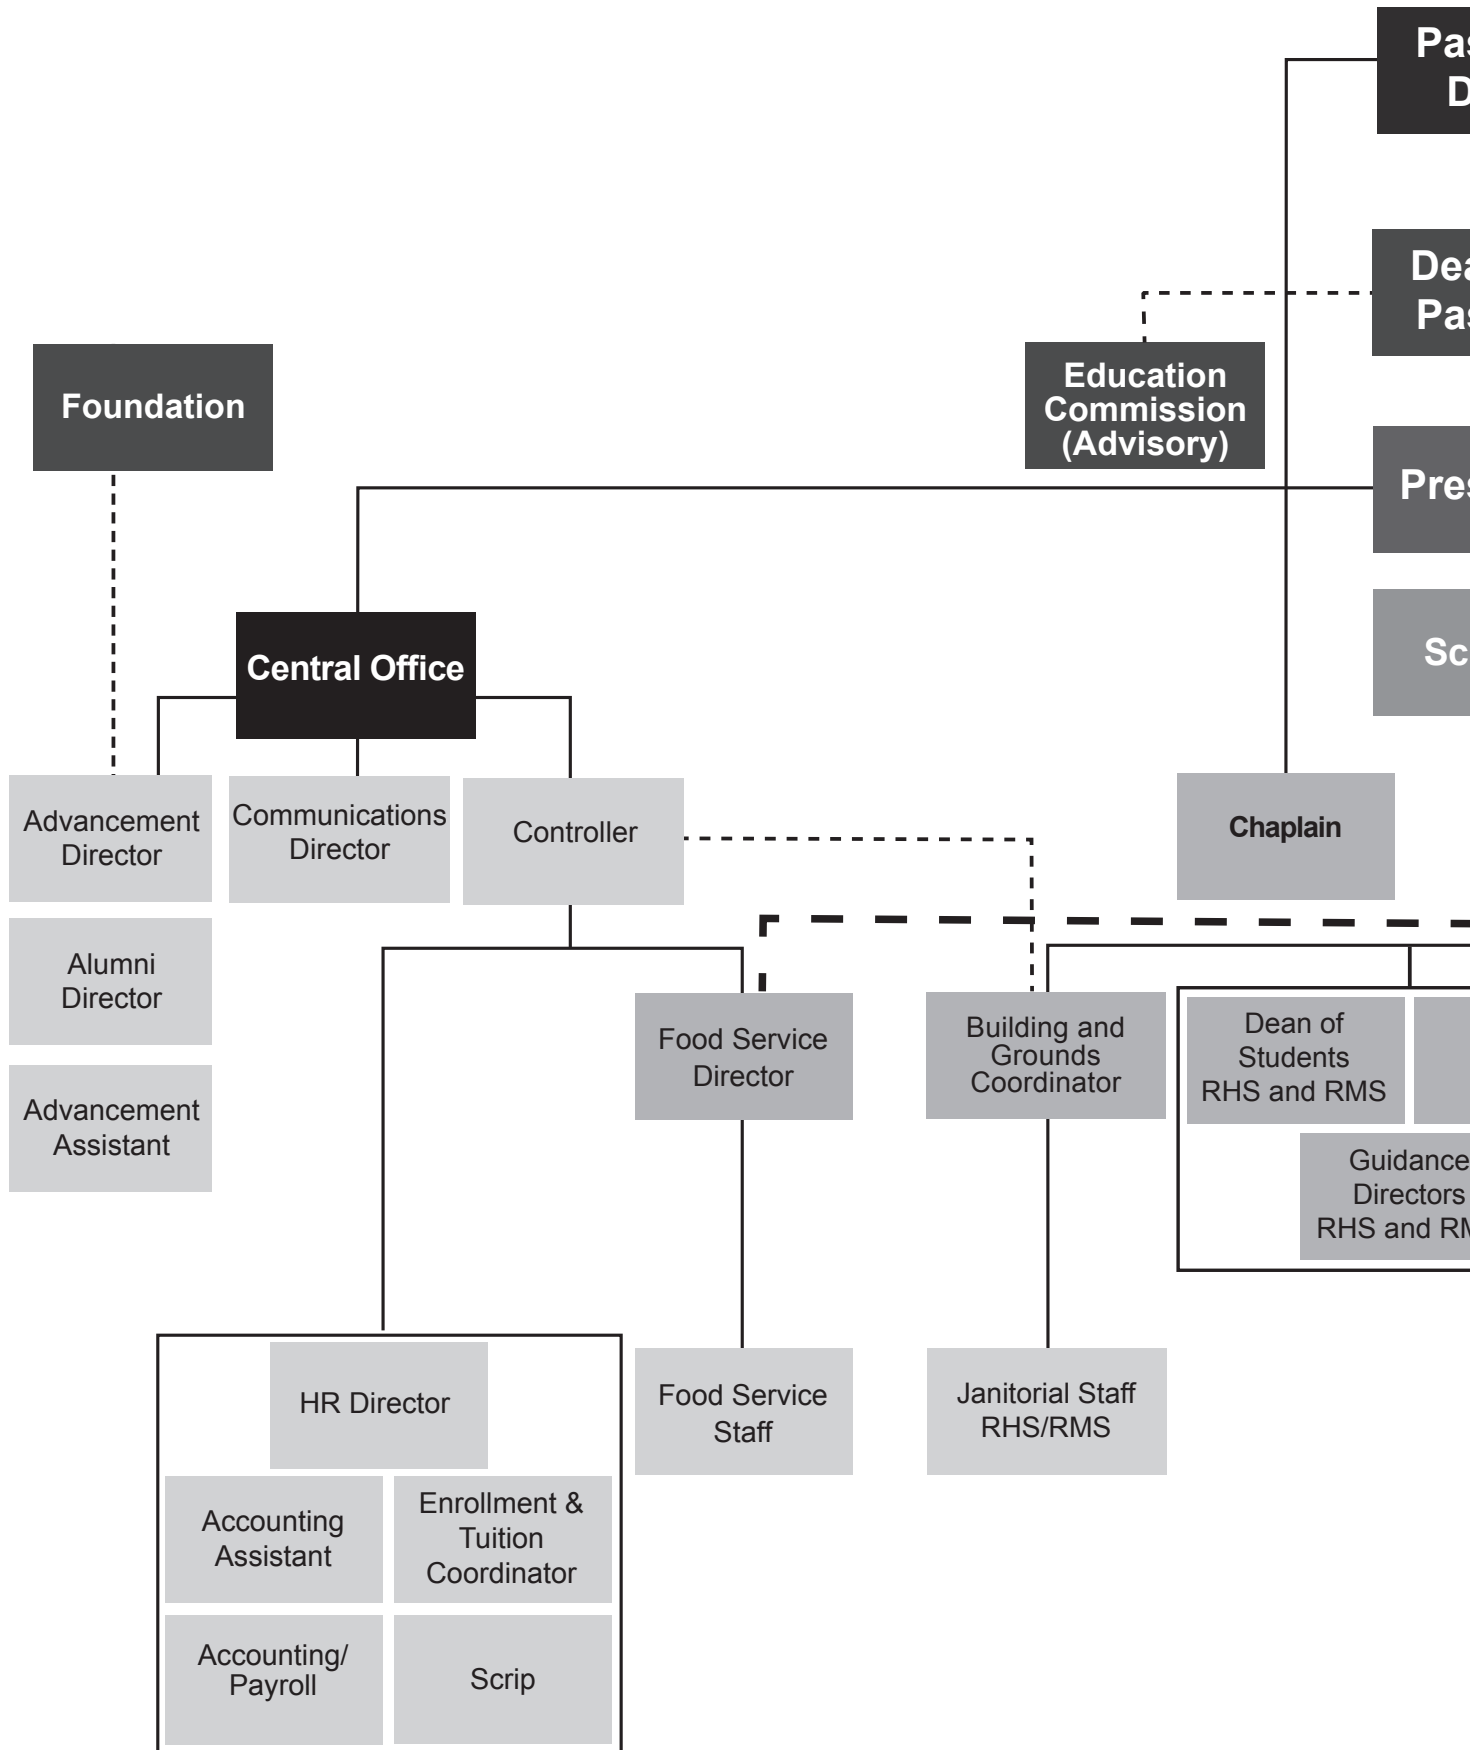 Foundation
Education
Commission
(Advisory)
Central Office
Advancement
Director
Communications
Director
Controller
Chaplain
Alumni
Director
Advancement
Assistant
Food Service
Director
Building and
Grounds
Coordinator
Dean of
Students
RHS and RMS
Guidance
Directors
RHS and
HR Director
Food Service
Staff
Janitorial Staff
RHS/RMS
Accounting
Assistant
Enrollment &
Tuition
Coordinator
Accounting/
Payroll
Scrip